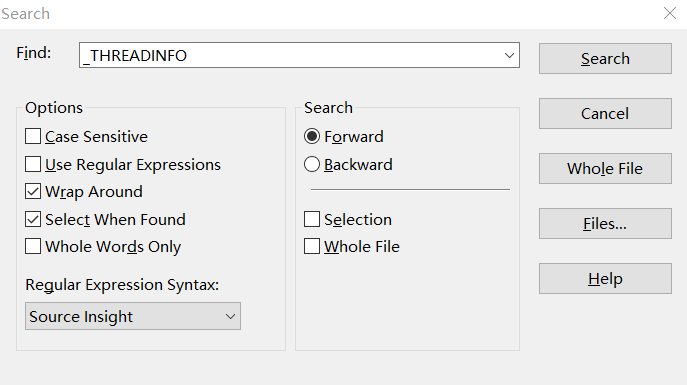 Search
Find:
_THREADINFO
Search
Options
Search
Case Sensitive
Forward
Cancel
Use Regular Expressions
Backward
Whole File
Wrap Around
Select When Found
Selection
Files...
Whole Words Only
Whole File
Regular Expression Syntax:
Help
Source Insight